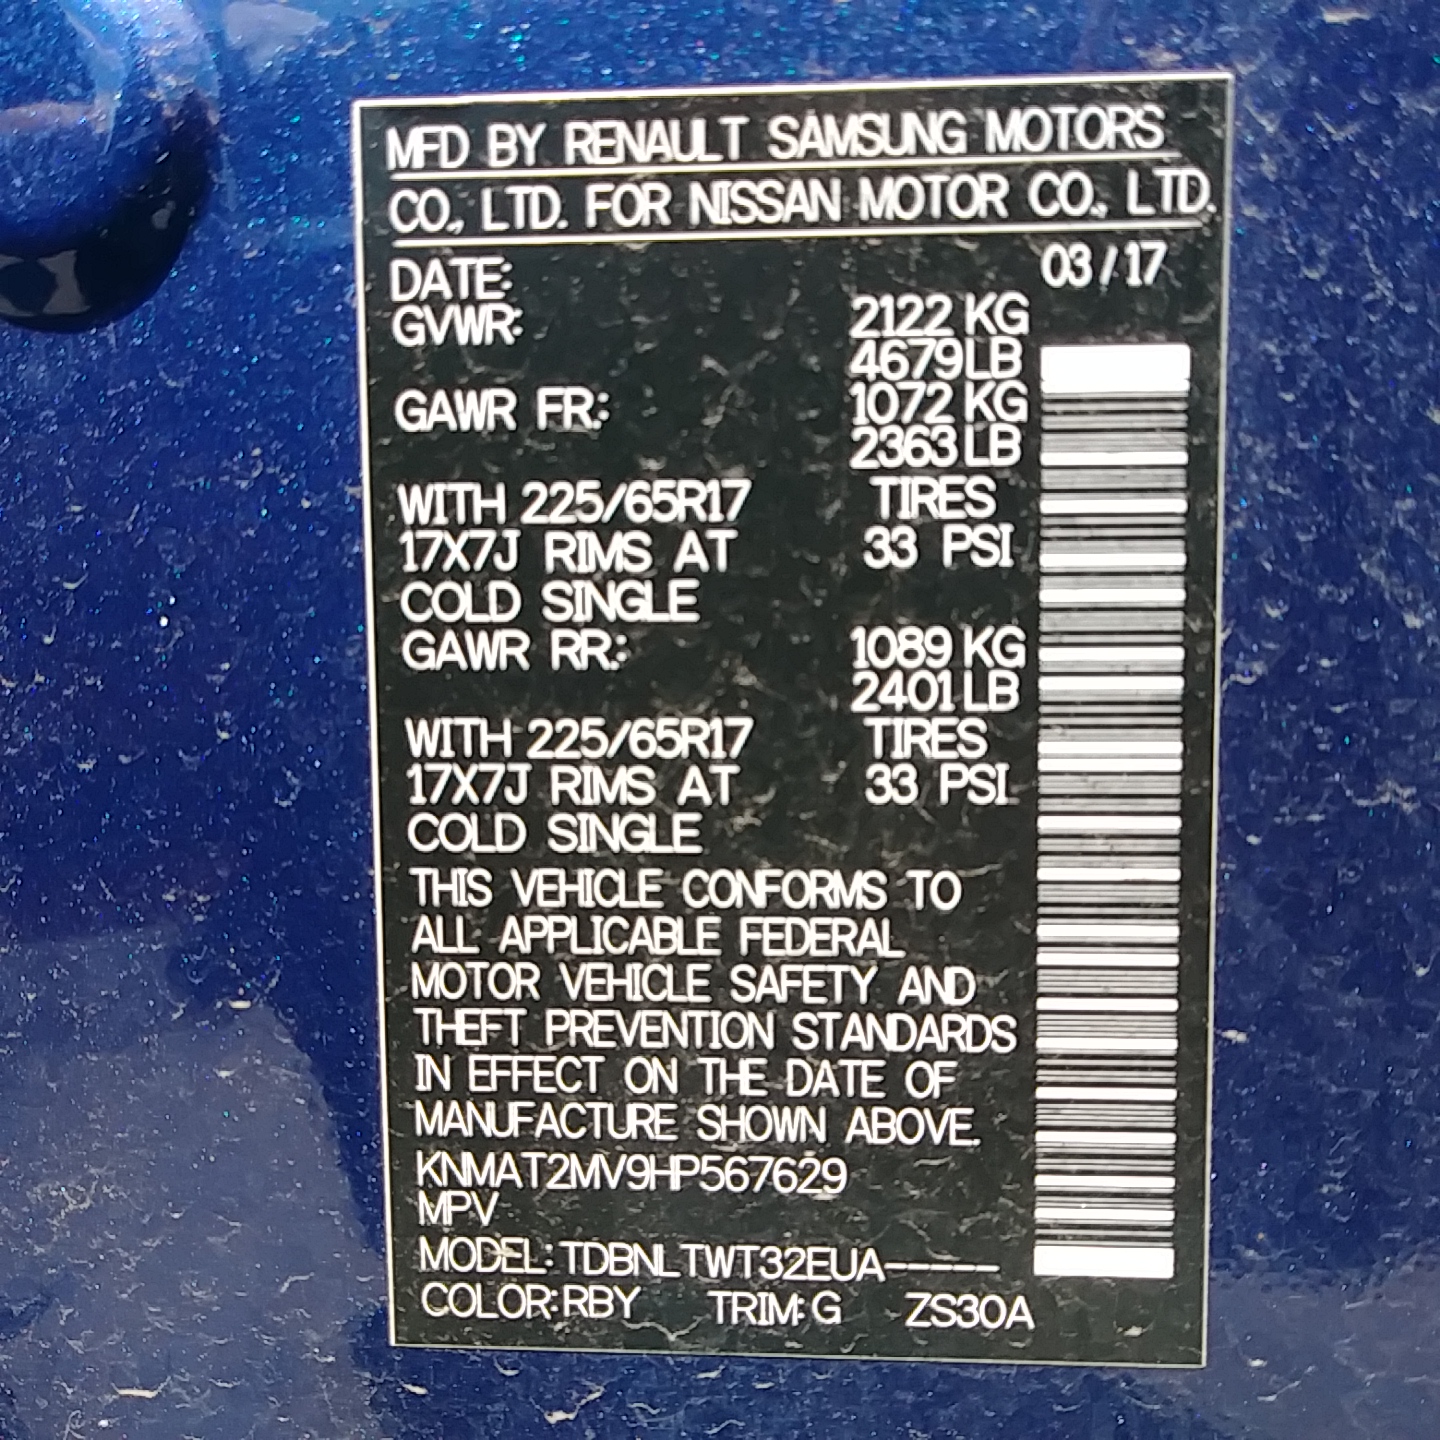 MFD BY RENAULT SAMSUNG MOTORS
CO., LTD. FOR NISSAN MOTOR CO., LTD.
DATE: 03/17
GVWR: 2122 KG
4679 LB
GAWR FR: 1072 KG
2363 LB
WITH 225/65R17 TIRES
17X7J RIMS AT 33 PSI
COLD SINGLE
GAWR RR: 1089 KG
2401 LB
WITH 225/65R17 TIRES
17X7J RIMS AT 33 PSI
COLD SINGLE
THIS VEHICLE CONFORMS TO
ALL APPLICABLE FEDERAL
MOTOR VEHICLE SAFETY AND
THEFT PREVENTION STANDARDS
IN EFFECT ON THE DATE OF
MANUFACTURE SHOWN ABOVE.
KNMAT2MV9HP567629
MPV
MODEL: TDBNLTWT32EUA-----
COLOR: RBY TRIM: G ZS30A